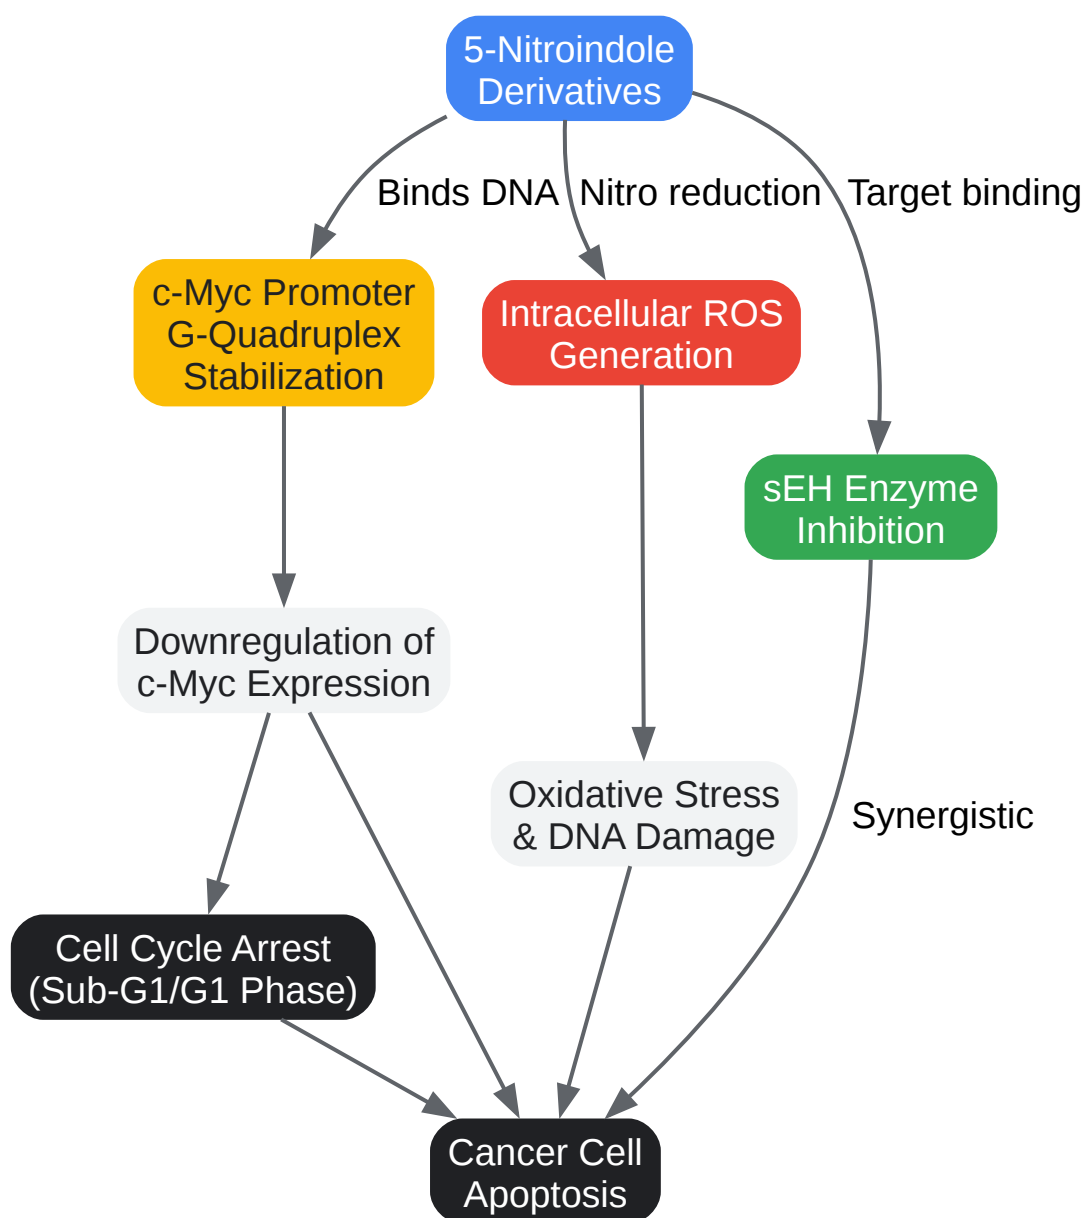 5-Nitroindole
Derivatives
Binds DNA
Nitro reduction
Target binding
c-Myc Promoter
G-Quadruplex
Stabilization
Intracellular ROS
Generation
sEH Enzyme
Inhibition
Downregulation of
c-Myc Expression
Oxidative Stress
& DNA Damage
Synergistic
Cell Cycle Arrest
(Sub-G1/G1 Phase)
Cancer Cell
Apoptosis